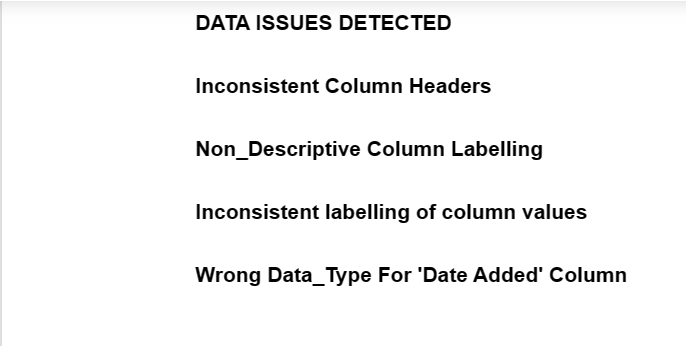 DATA ISSUES DETECTED
Inconsistent Column Headers
Non_Descriptive Column Labelling
Inconsistent labelling of column values
Wrong Data_Type For 'Date Added' Column